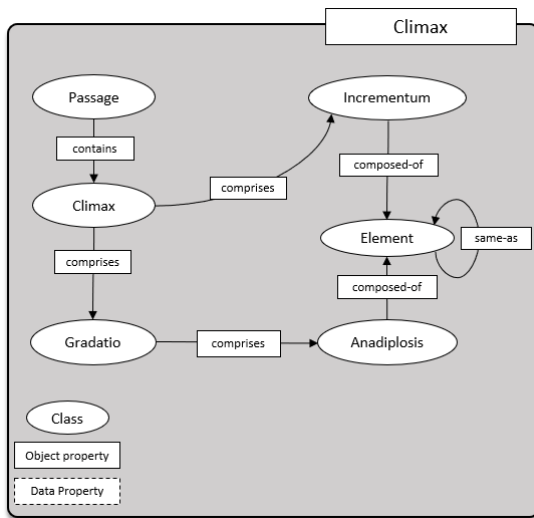 Climax
Passage
Incrementum
contains
composed-of
comprises
Climax
Element
same-as
comprises
composed-of
Gradatio
comprises
Anadiplosis
Class
Object property
Data Property